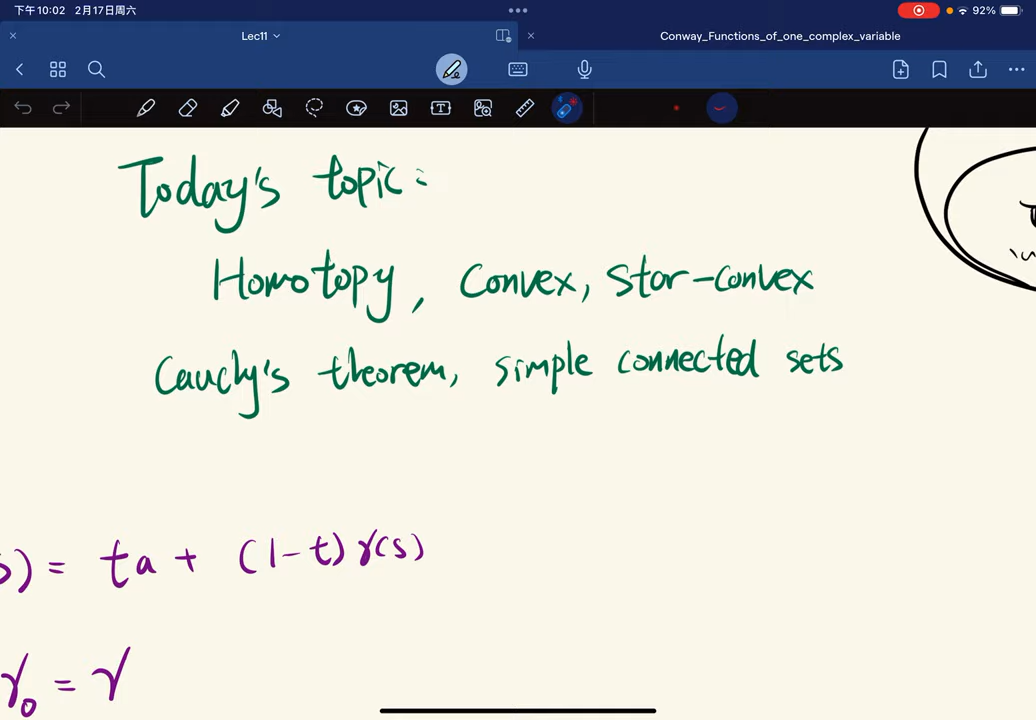 下午10:02 2月17日周六
92%
Lec11
Conway_Functions_of_one_complex_variable
Today's topic:
Homotopy, Convex, Star-convex
Cauchy's theorem, simple connected sets
s) = ta + (1-t)γ(s)
γ₀ = γ